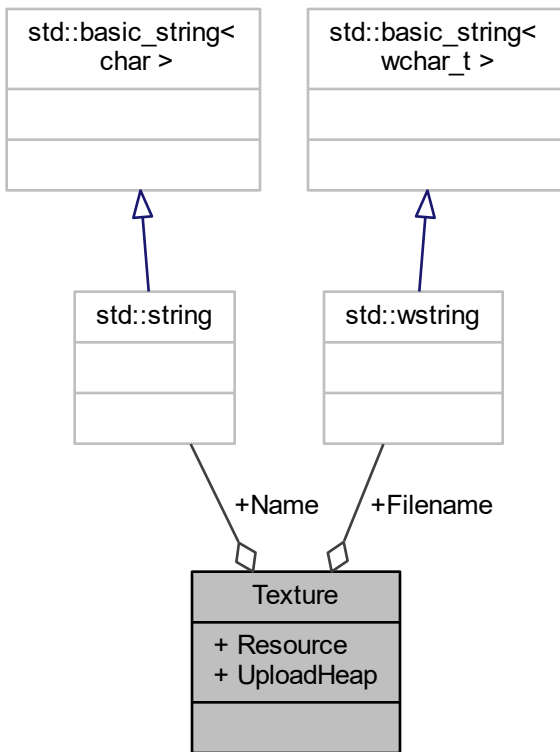 std::basic_string<
char >
std::basic_string<
wchar_t >
std::string
std::wstring
+Name
+Filename
Texture
+ Resource
+ UploadHeap